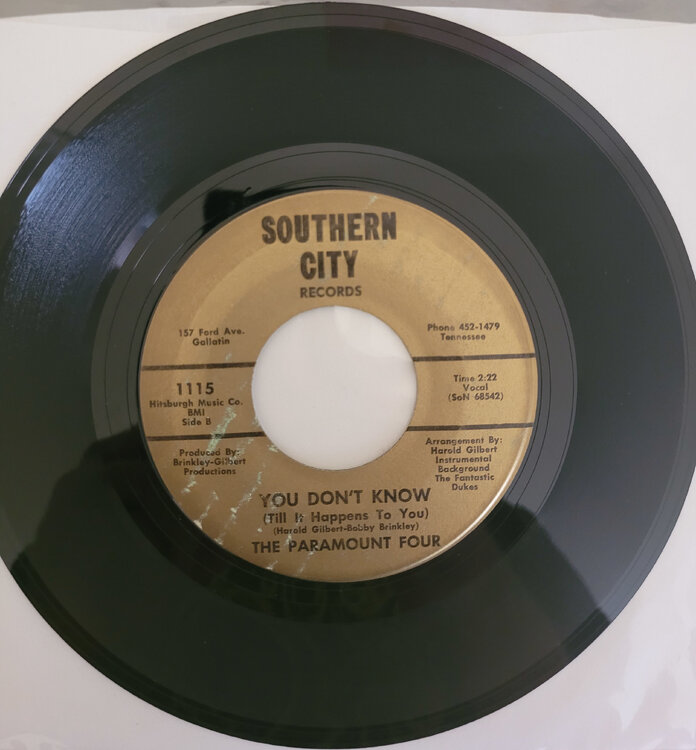 SOUTHERN
CITY
RECORDS
157 Ford Ave.
Gallatin
Phone 452-1479
Tennessee
1115
Hitsburgh Music Co.
BMI
Side B
Time 2:22
Vocal
(SoN 68542)
Produced By:
Brinkley-Gilbert
Productions
Arrangement By:
Harold Gilbert
Instrumental
Background
The Fantastic
Dukes
YOU DON'T KNOW
(Till It Happens To You)
(Harold Gilbert-Bobby Brinkley)
THE PARAMOUNT FOUR